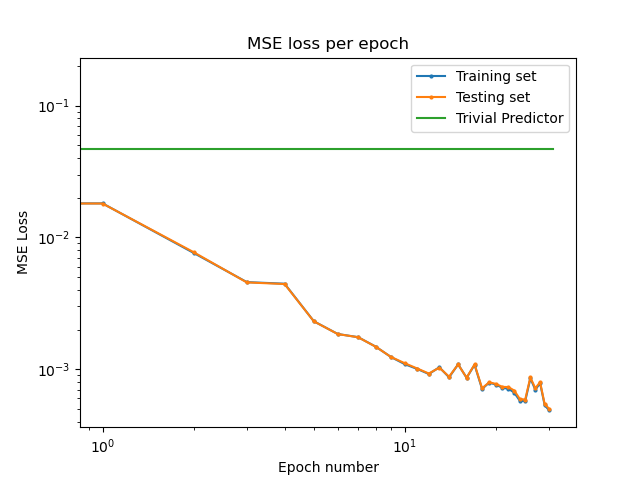 MSE loss per epoch
Training set
Testing set
Trivial Predictor
10⁻¹
10⁻²
10⁻³
MSE Loss
10⁰
10¹
Epoch number